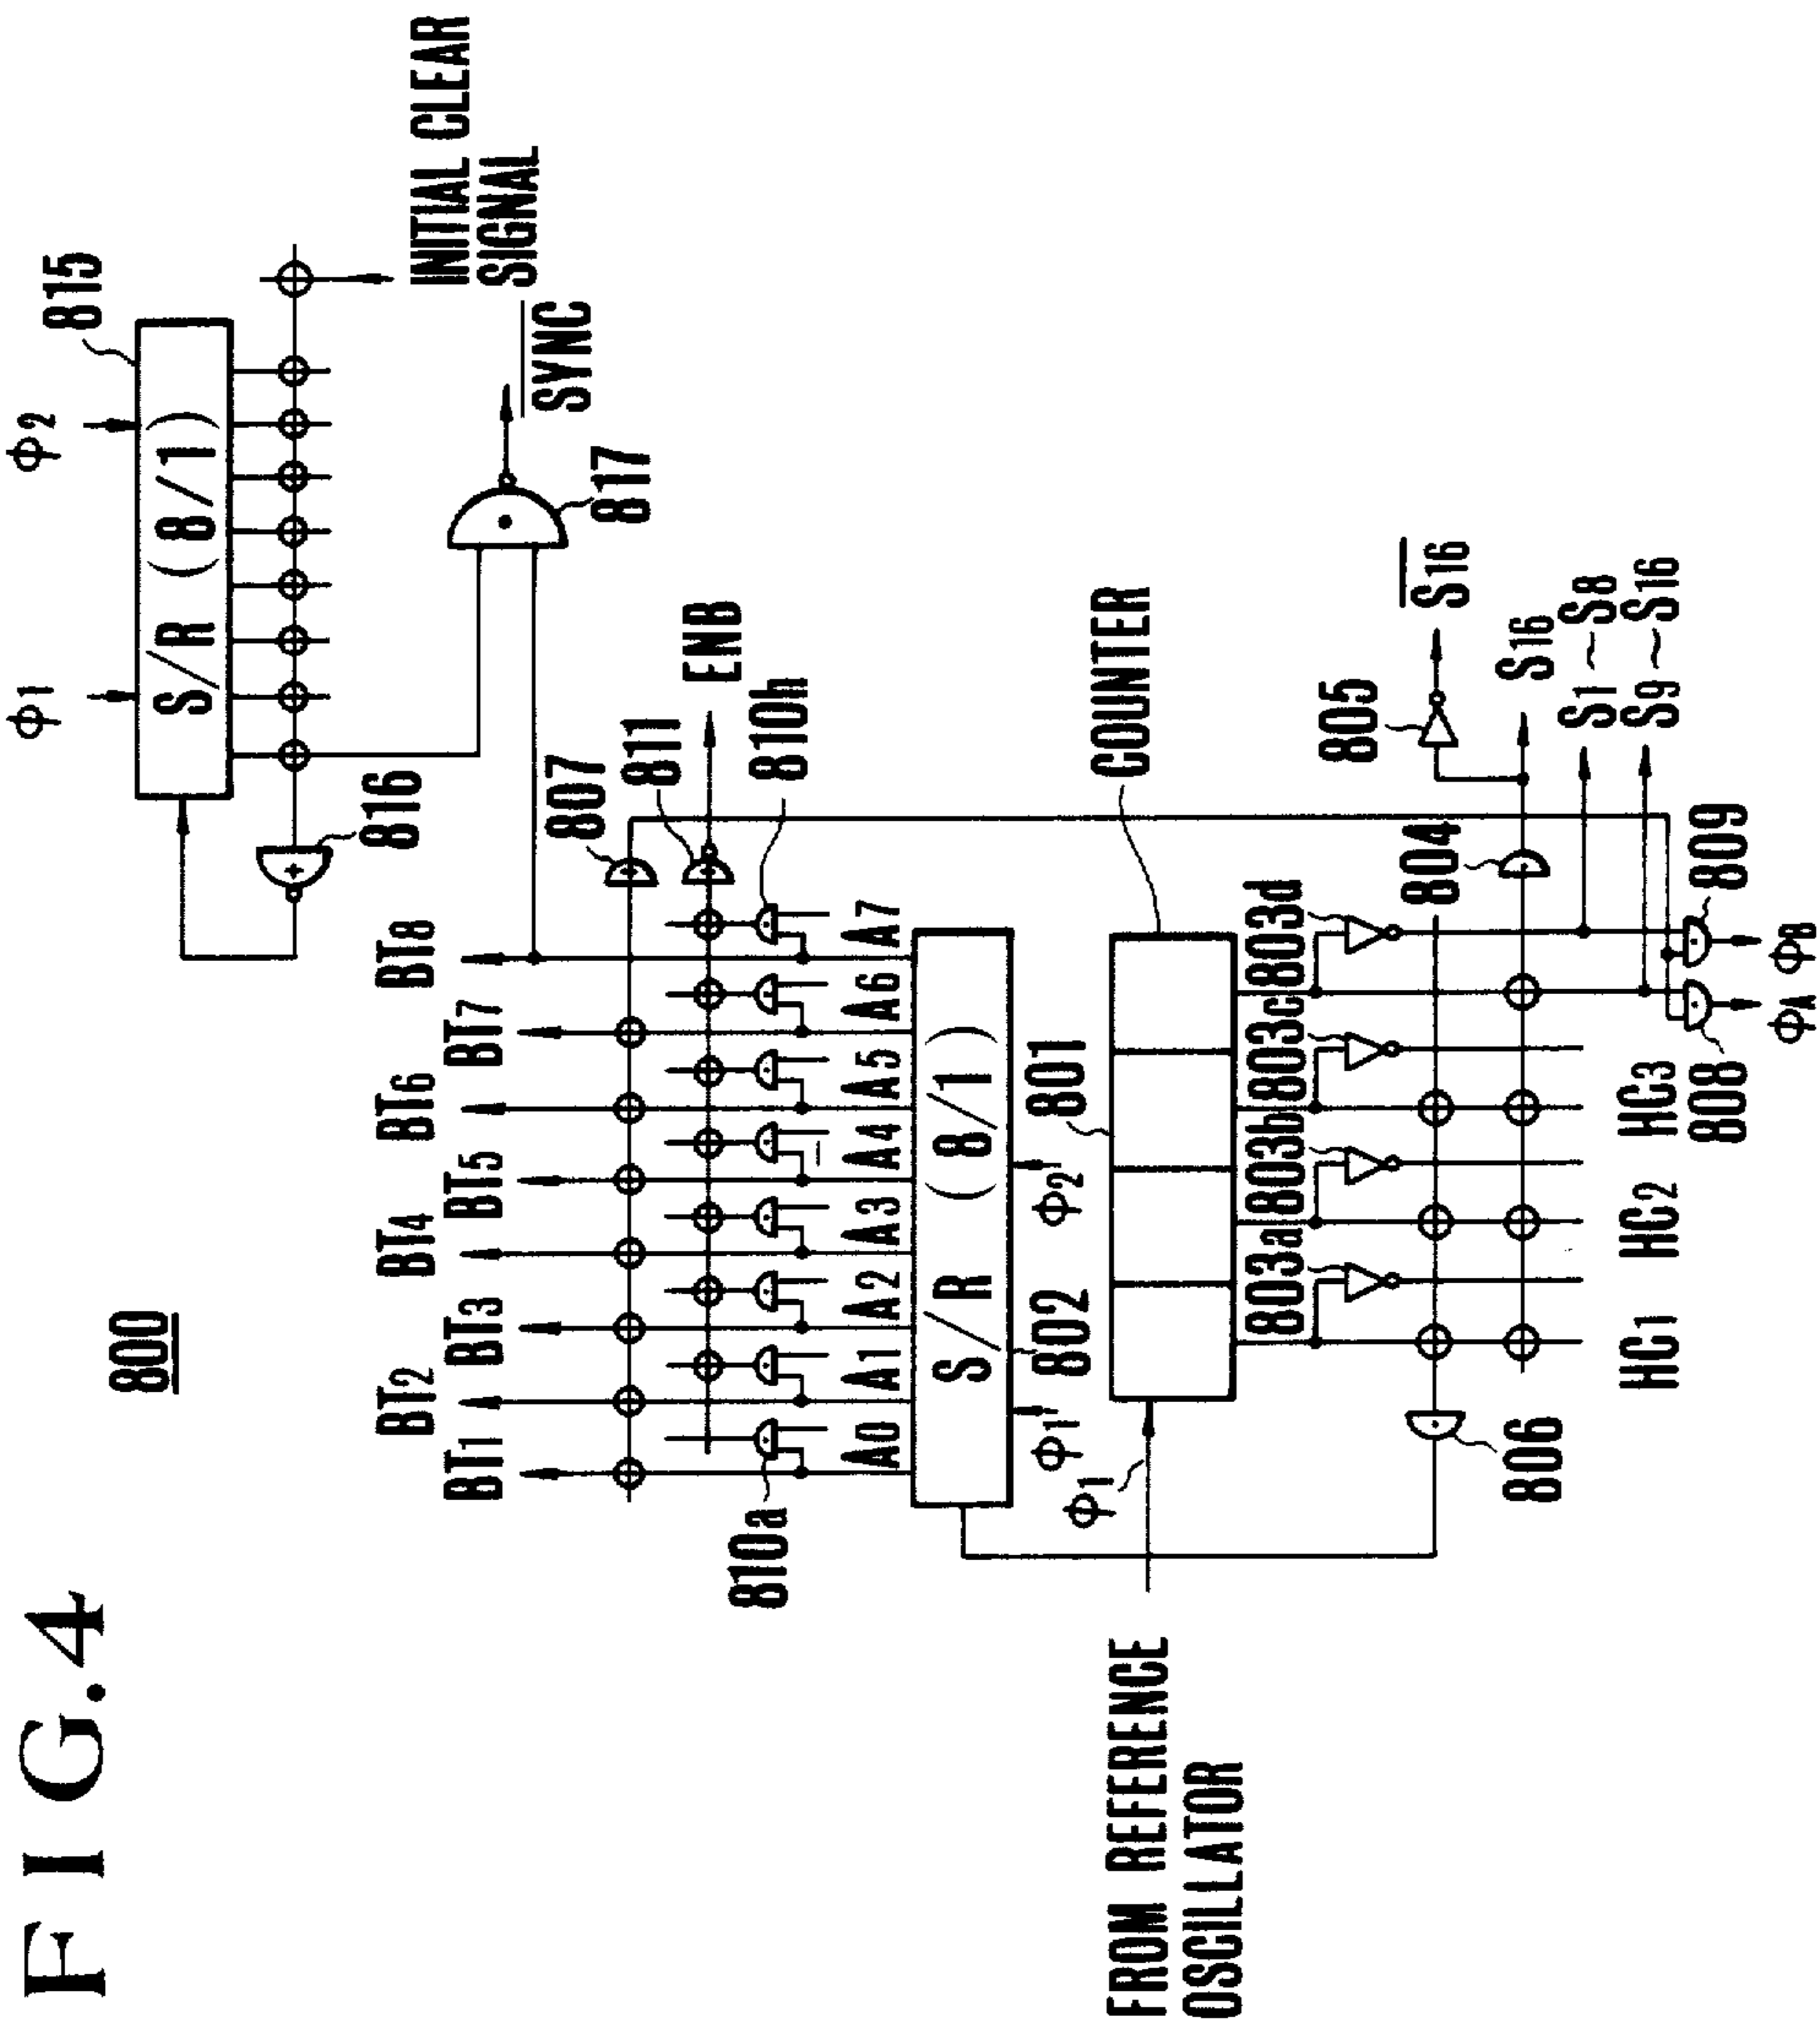 FIG.4
800
ϕ1
ϕ2
815
S/R (8/1)
816
INITIAL CLEAR
SIGNAL
817
SYNC
BT1
BT2
BT3
BT4
BT5
BT6
BT7
BT8
807
811
ENB
810a
810h
A0
A1
A2
A3
A4
A5
A6
A7
S/R (8/1)
802
ϕ1
ϕ2
FROM REFERENCE
OSCILLATOR
ϕ1
801
COUNTER
803a
803b
803c
803d
806
804
805
S16
S16
S1~S8
S9~S16
HC1
HC2
HC3
808
809
ϕA
ϕB